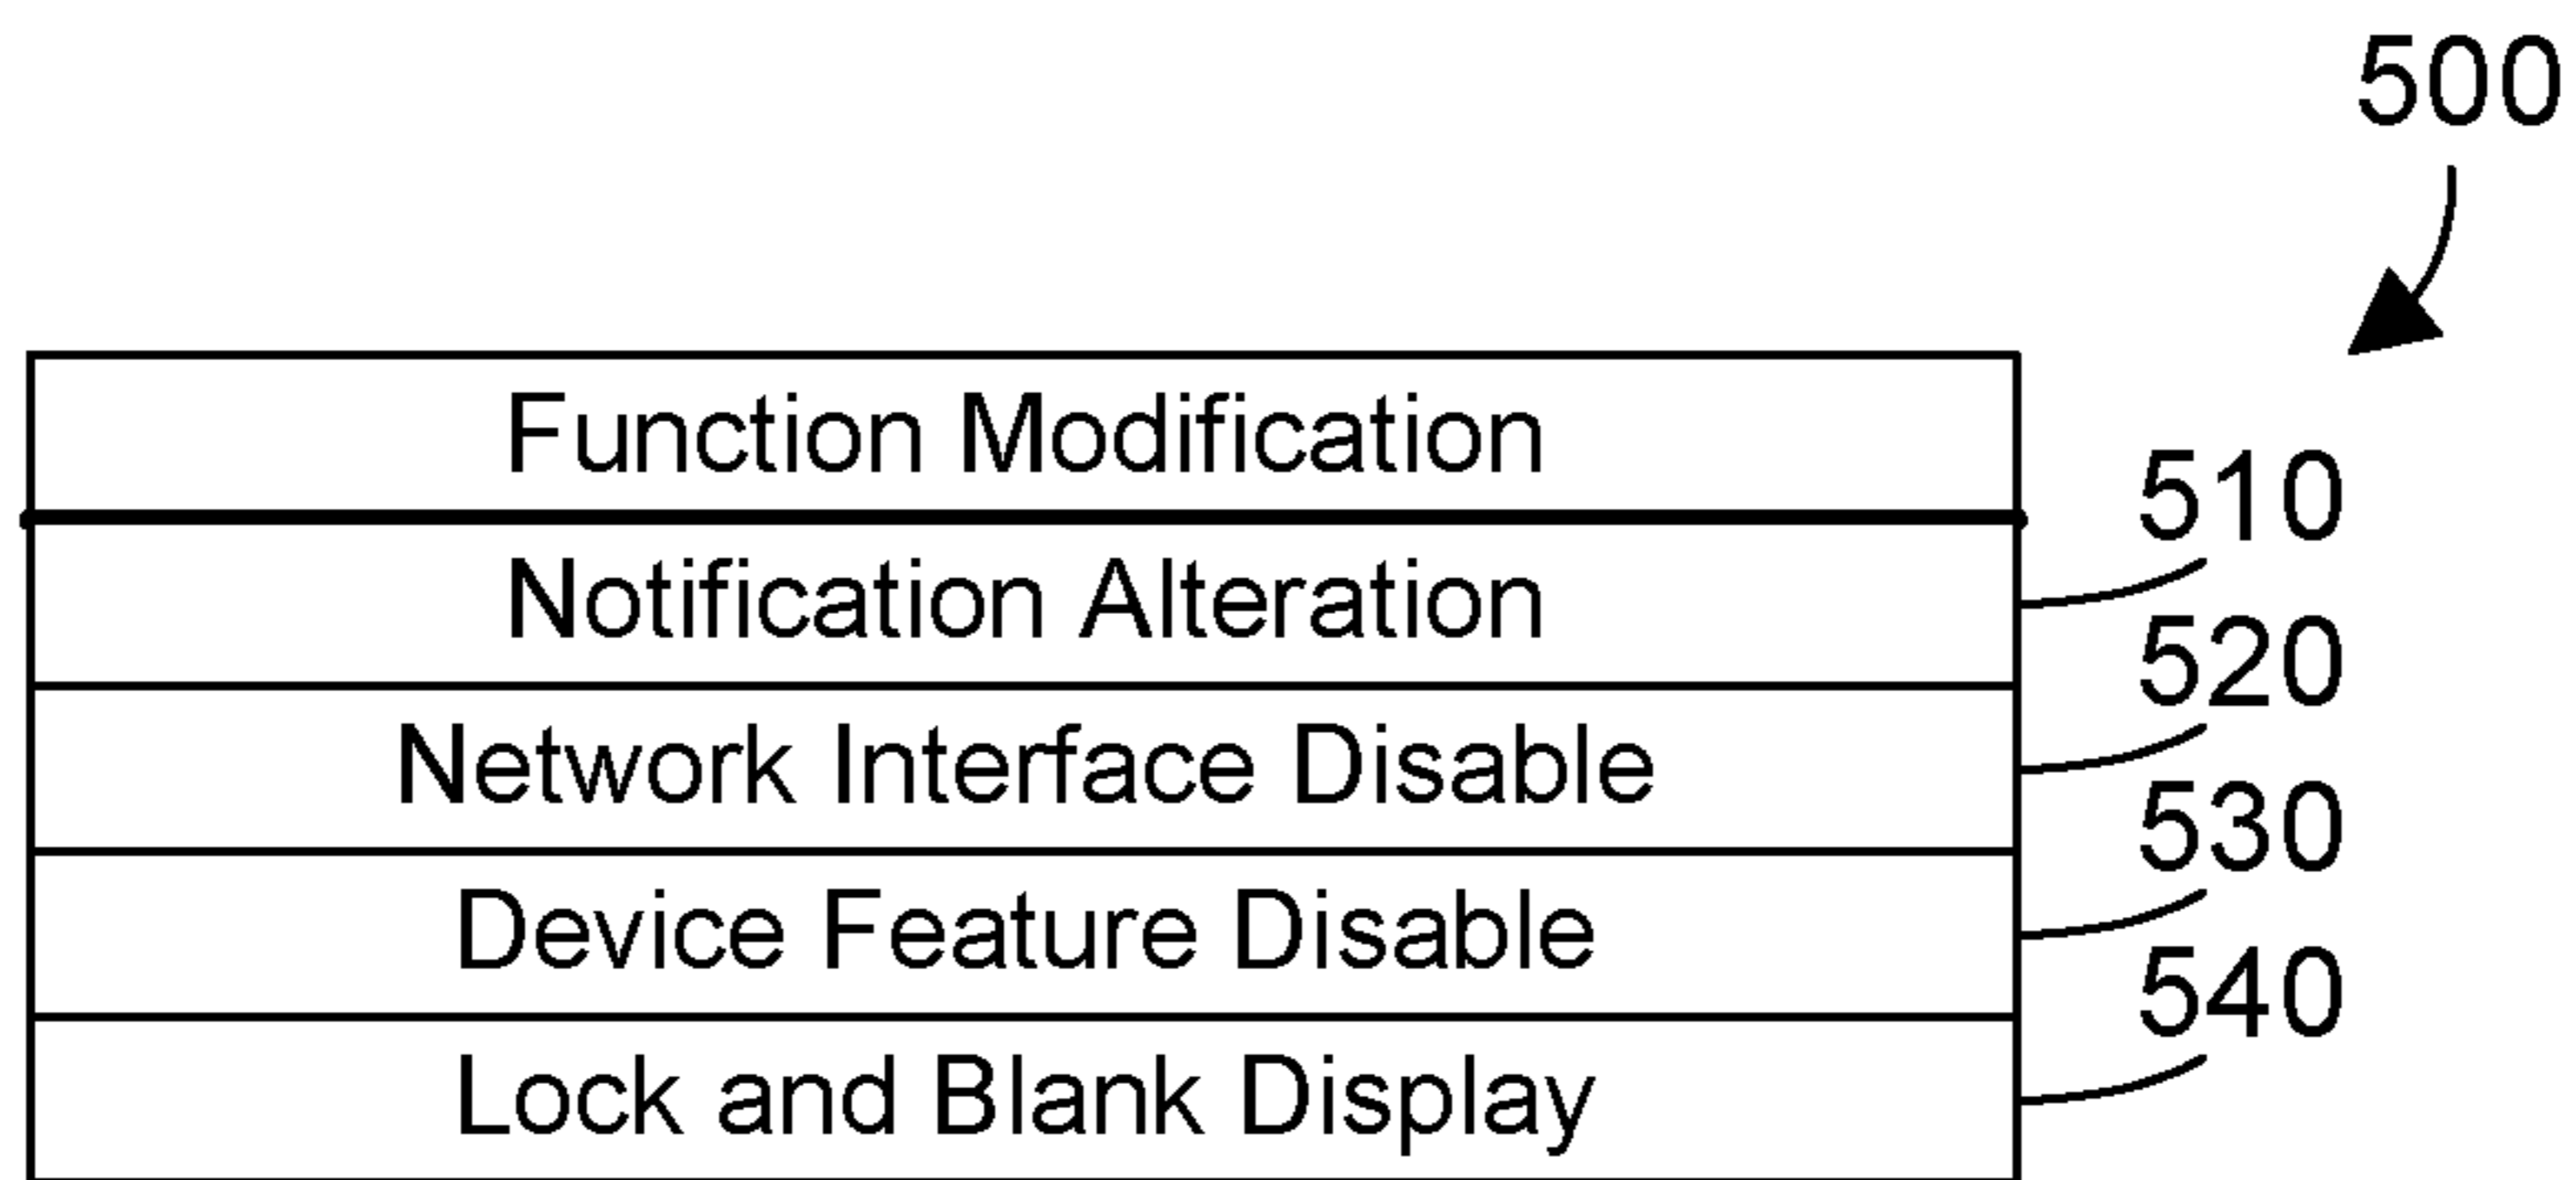 500
Function Modification
510
Notification Alteration
520
Network Interface Disable
530
Device Feature Disable
540
Lock and Blank Display